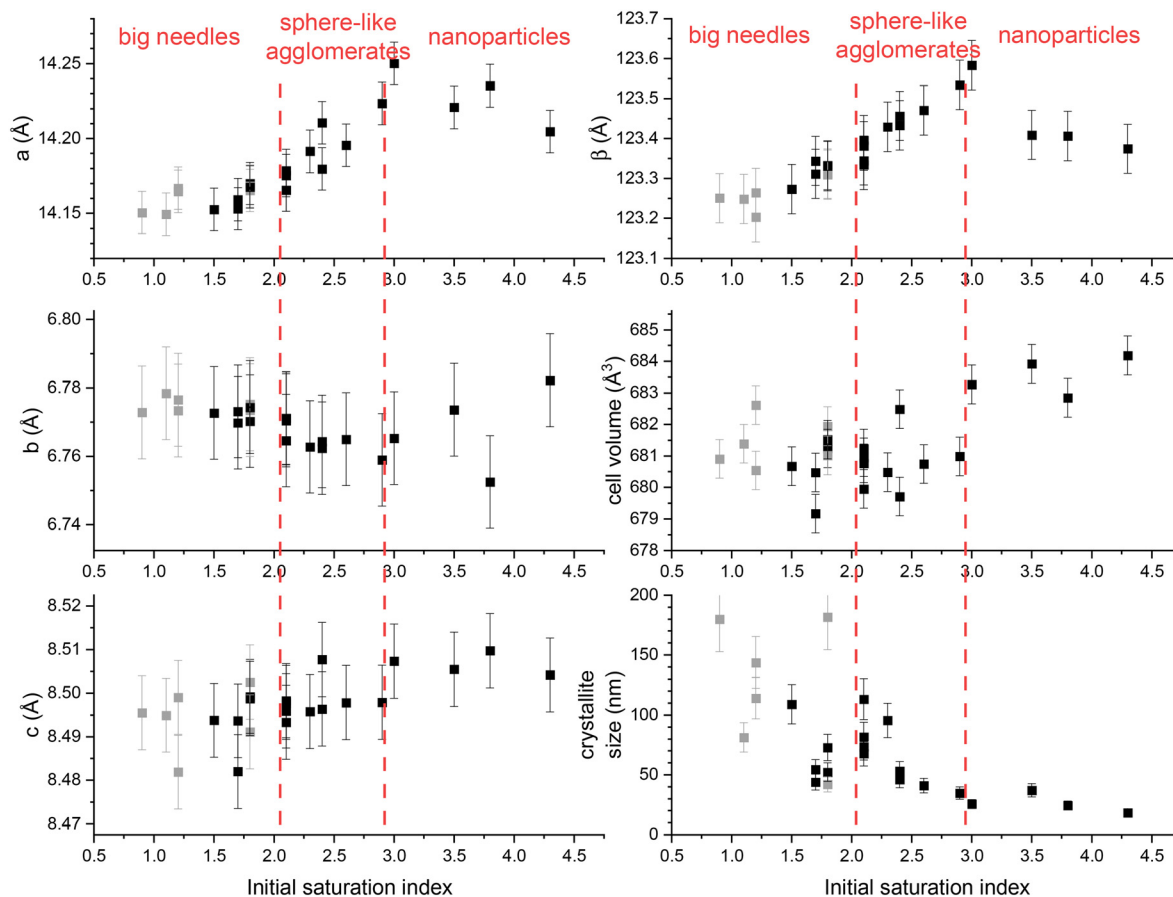 big needles
sphere-like
agglomerates
nanoparticles
a (Å)
14.25
14.20
14.15
0.5 1.0 1.5 2.0 2.5 3.0 3.5 4.0 4.5
big needles
sphere-like
agglomerates
nanoparticles
β (Å)
123.7
123.6
123.5
123.4
123.3
123.2
123.1
0.5 1.0 1.5 2.0 2.5 3.0 3.5 4.0 4.5
b (Å)
6.80
6.78
6.76
6.74
0.5 1.0 1.5 2.0 2.5 3.0 3.5 4.0 4.5
cell volume (Å³)
685
684
683
682
681
680
679
678
0.5 1.0 1.5 2.0 2.5 3.0 3.5 4.0 4.5
c (Å)
8.52
8.51
8.50
8.49
8.48
8.47
0.5 1.0 1.5 2.0 2.5 3.0 3.5 4.0 4.5
Initial saturation index
crystallite
size (nm)
200
150
100
50
0
0.5 1.0 1.5 2.0 2.5 3.0 3.5 4.0 4.5
Initial saturation index